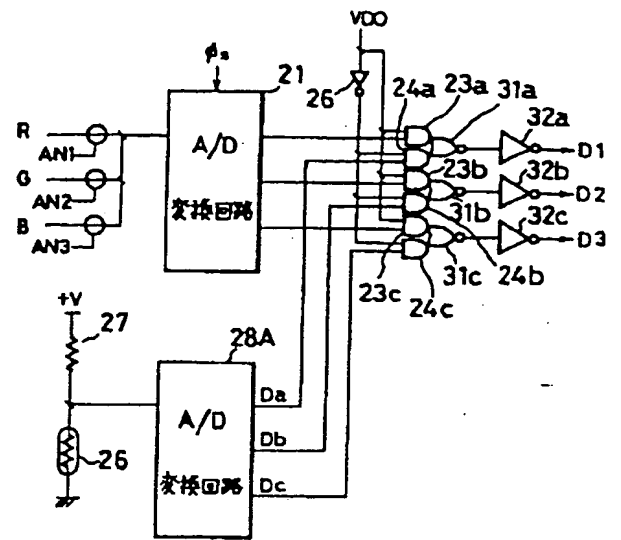 VDO
φs
21
26
24a
23a
31a
32a
R
AN1
A/D
変換回路
D1
G
AN2
23b
32b
D2
31b
B
AN3
32c
D3
31c
24b
23c
24c
+V
27
28A
Da
A/D
Db
変換回路
26
Dc